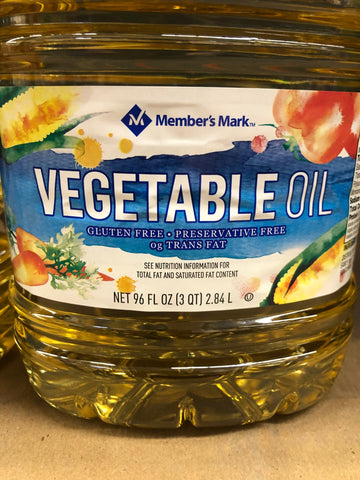 Member's Mark™
VEGETABLE OIL
GLUTEN FREE • PRESERVATIVE FREE
0g TRANS FAT
SEE NUTRITION INFORMATION FOR
TOTAL FAT AND SATURATED FAT CONTENT
NET 96 FL OZ (3 QT) 2.84 L
U